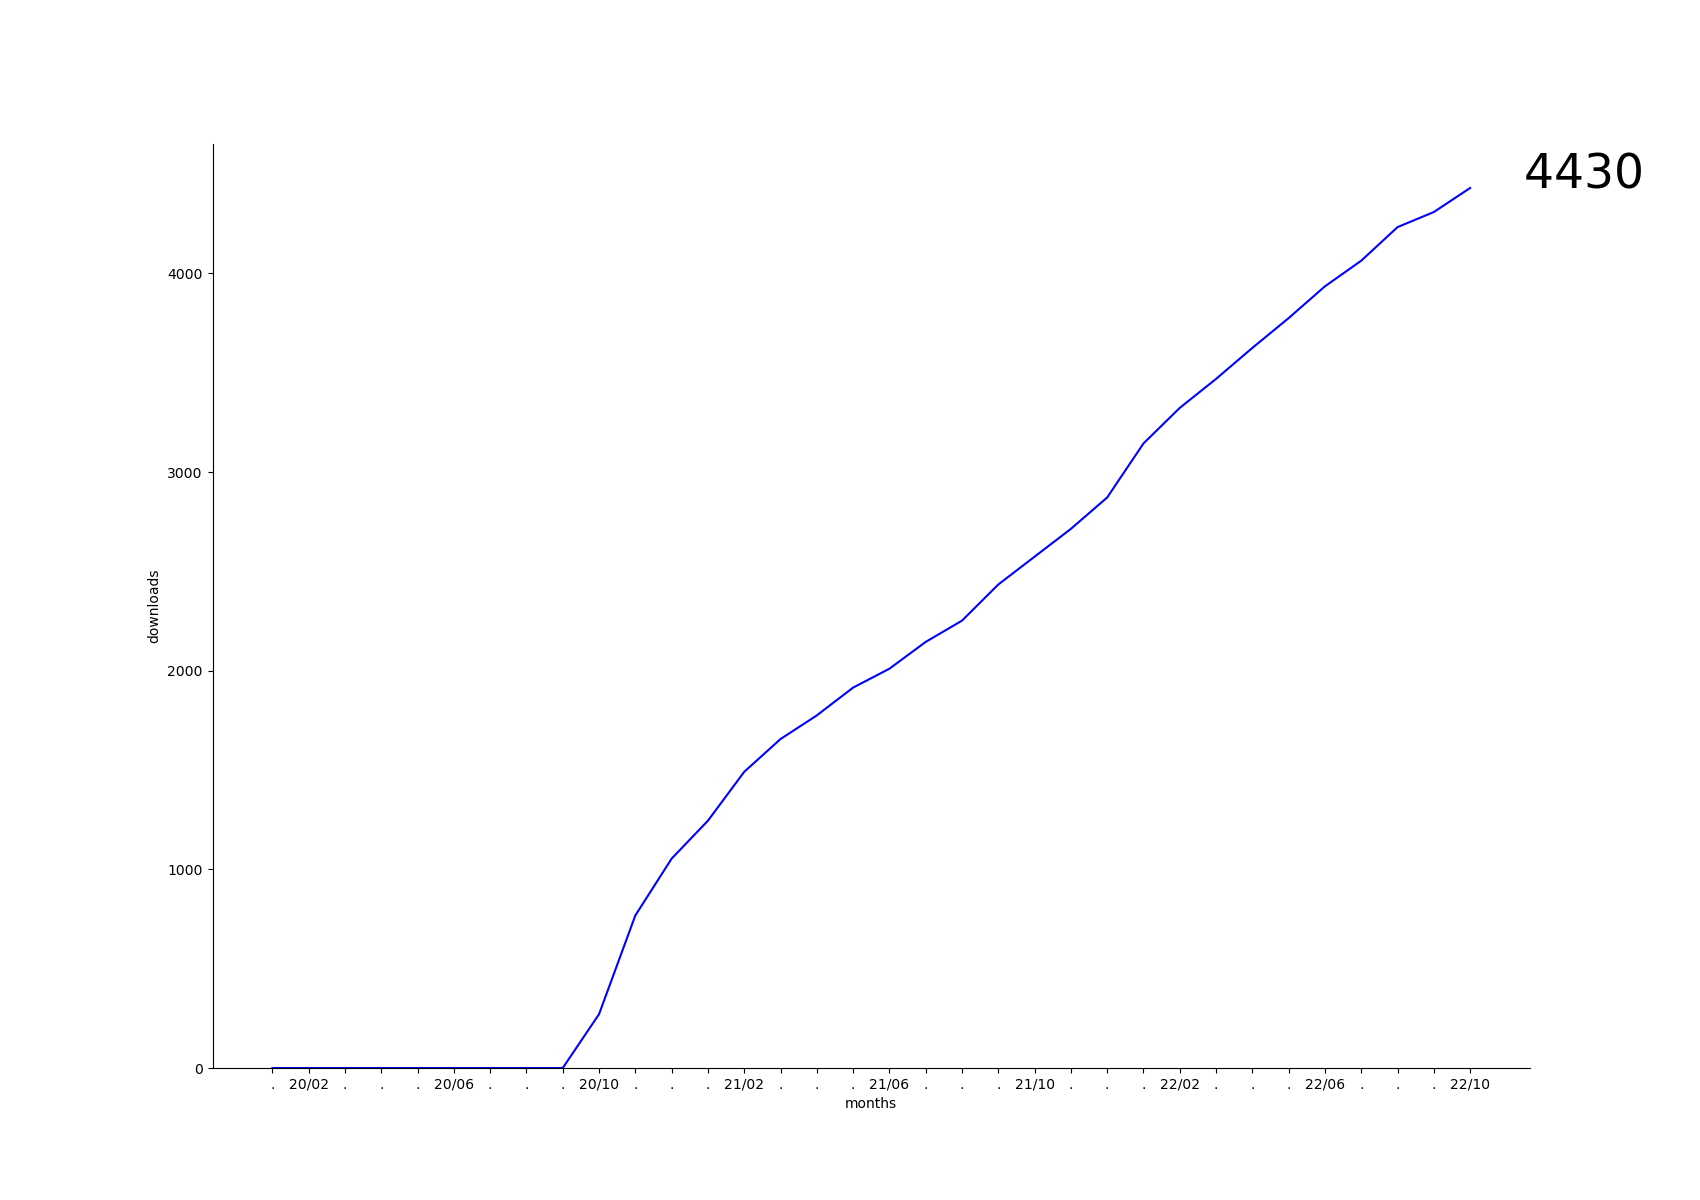 4430
4000
3000
2000
1000
0
downloads
. 20/02 . . . 20/06 . . . 20/10 . . . 21/02 . . . 21/06 . . . 21/10 . . . 22/02 . . . 22/06 . . . 22/10
months